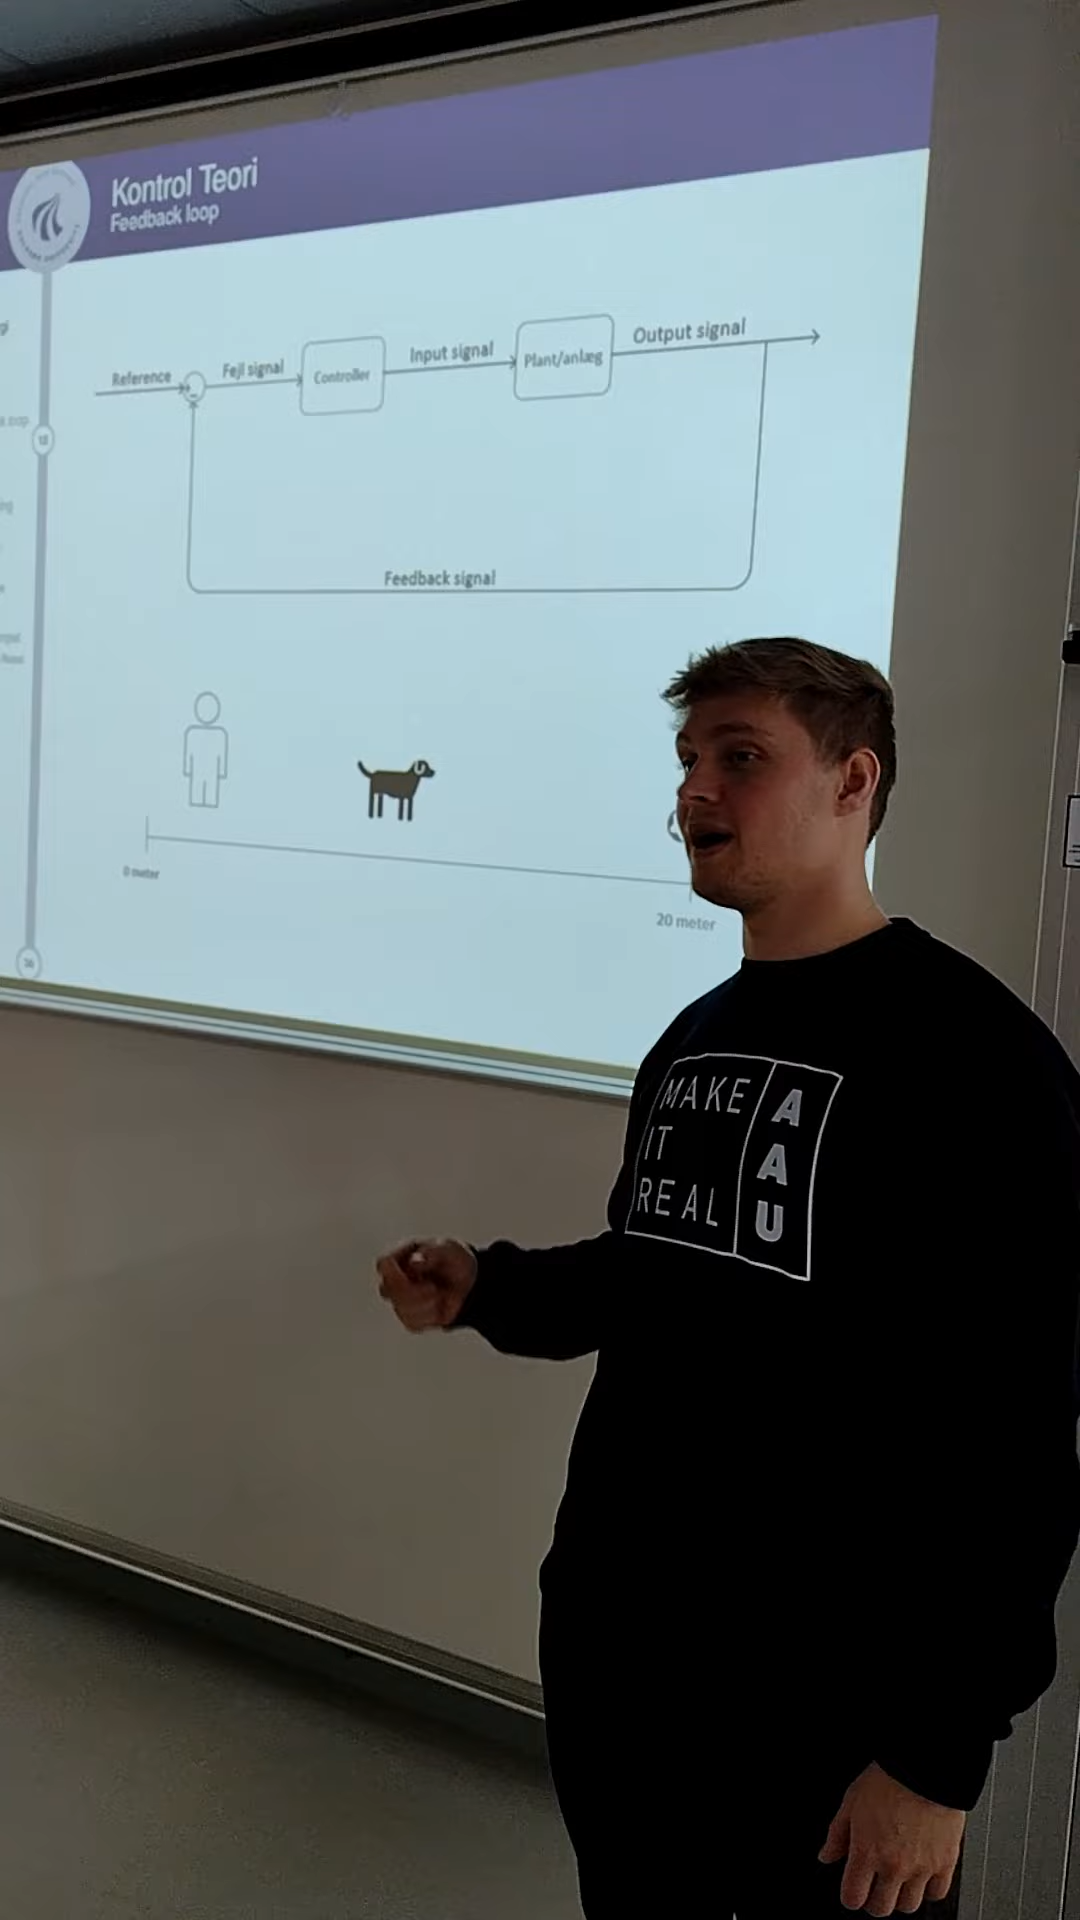 Kontrol Teori
Feedback loop
Reference
Fejl signal
Controller
Input signal
Plant/anlæg
Output signal
Feedback signal
0 meter
20 meter
MAKE
IT
REAL
AAU